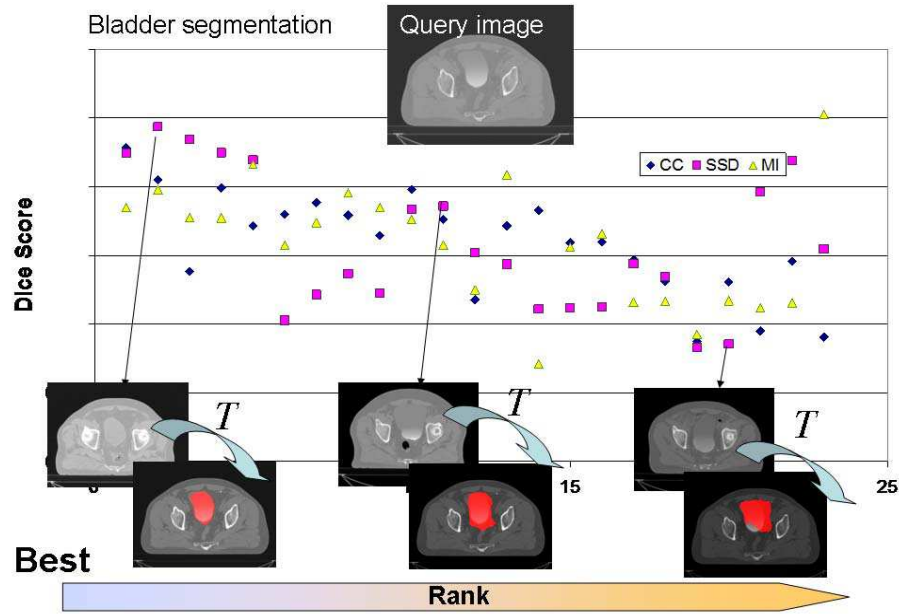 Bladder segmentation
Query image
CC SSD MI
Dice Score
T
T
T
15
25
Best
Rank